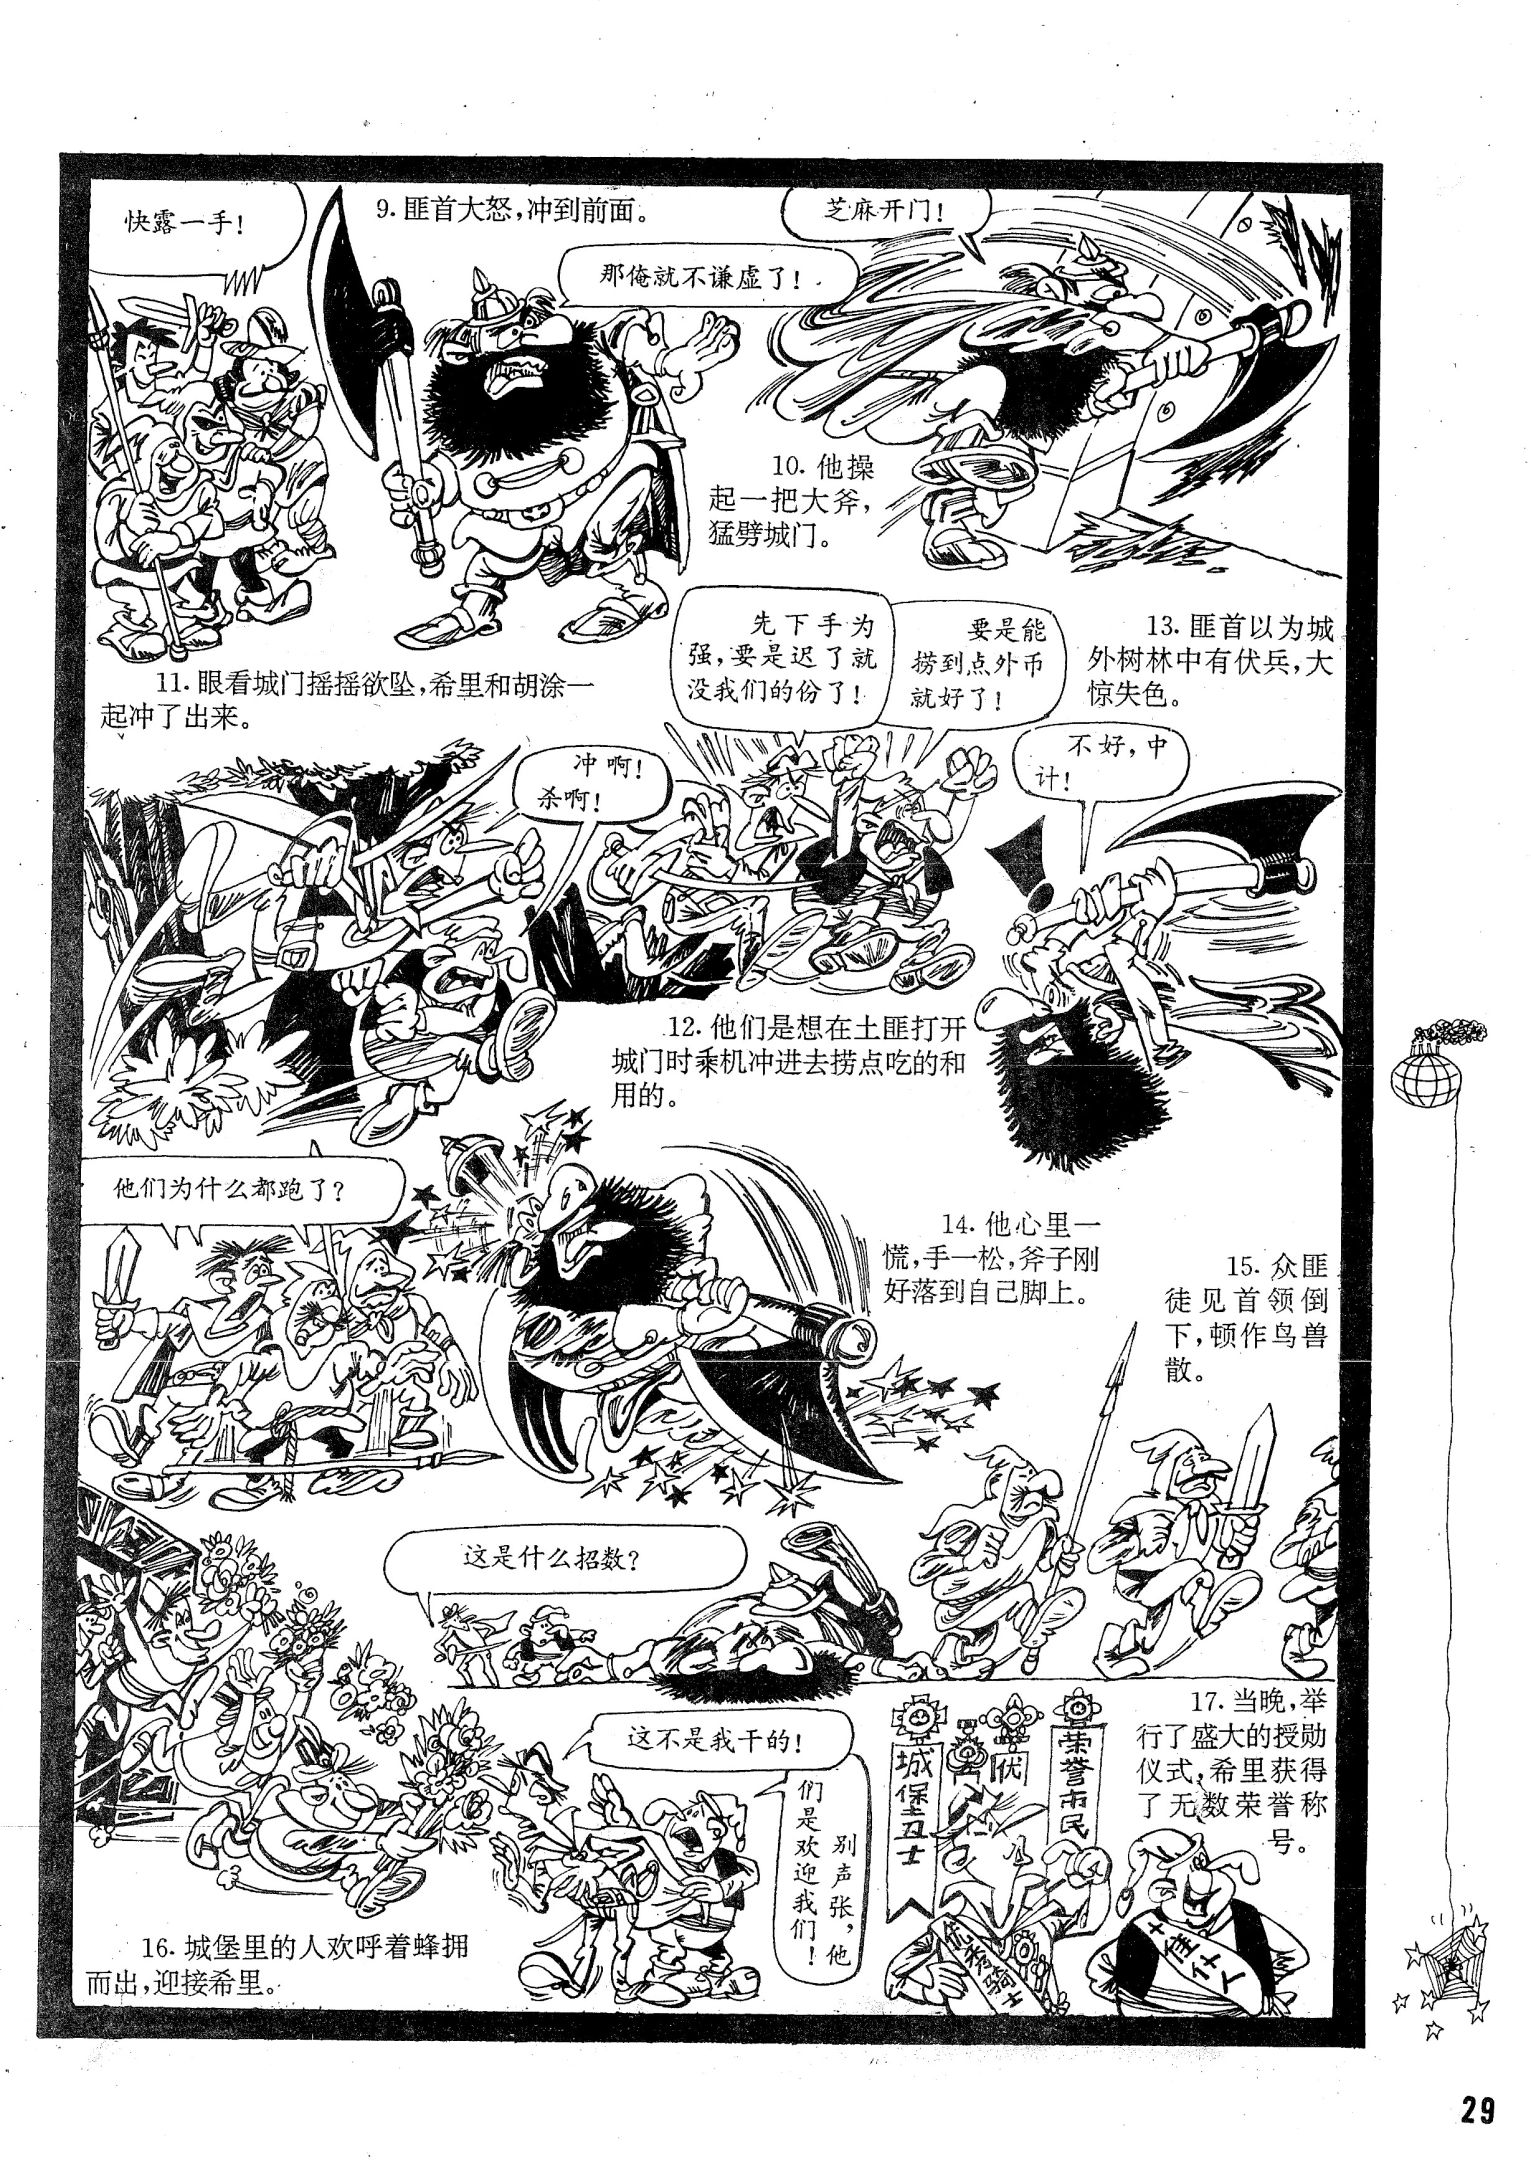 快露一手！
9. 匪首大怒，冲到前面。
那俺就不谦虚了！
芝麻开门！
10. 他操
起一把大斧，
猛劈城门。
11. 眼看城门摇摇欲坠，希里和胡涂一
起冲了出来。
冲啊！
杀啊！
先下手为
强，要是迟了就
没我们的份了！
要是能
捞到点外币
就好了！
12. 他们是想在土匪打开
城门时乘机冲进去捞点吃的和
用的。
13. 匪首以为城
外树林中有伏兵，大
惊失色。
不好，中
计！
他们为什么都跑了？
14. 他心里一
慌，手一松，斧子刚
好落到自己脚上。
15. 众匪
徒见首领倒
下，顿作鸟兽
散。
这是什么招数？
16. 城堡里的人欢呼着蜂拥
而出，迎接希里。
这不是我干的！
别声张，他
们是欢迎我们！
17. 当晚，举
行了盛大的授勋
仪式，希里获得
了无数荣誉称
号。
城堡卫士
优
荣誉市民
优秀骑士
十佳仆人
29